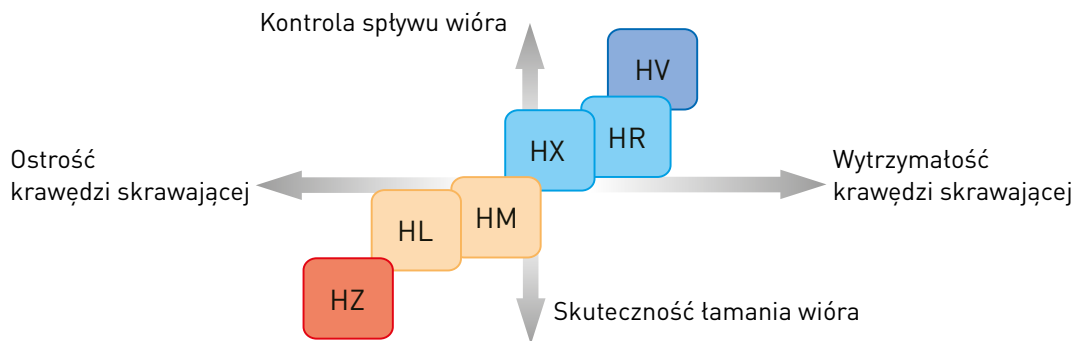 Kontrola spływu wióra
HV
HR
HX
Ostrość
krawędzi skrawającej
Wytrzymałość
krawędzi skrawającej
HM
HL
HZ
Skuteczność łamania wióra